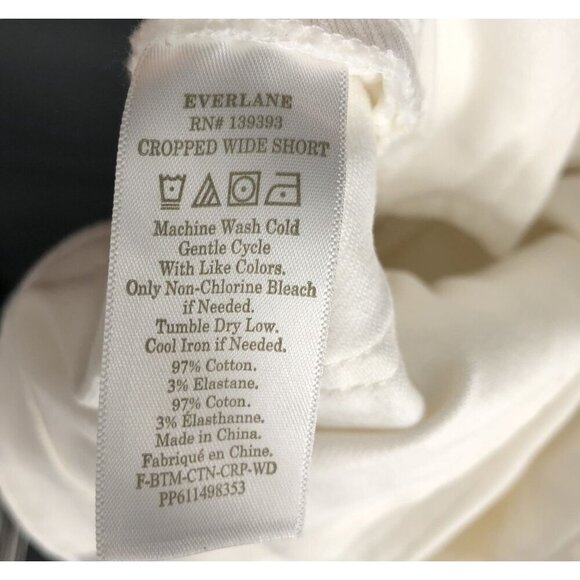 EVERLANE
RN# 139393
CROPPED WIDE SHORT
Machine Wash Cold
Gentle Cycle
With Like Colors.
Only Non-Chlorine Bleach
if Needed.
Tumble Dry Low.
Cool Iron if Needed.
97% Cotton.
3% Elastane.
97% Coton.
3% Élasthanne.
Made in China.
Fabriqué en Chine.
F-BTM-CTN-CRP-WD
PP611498353